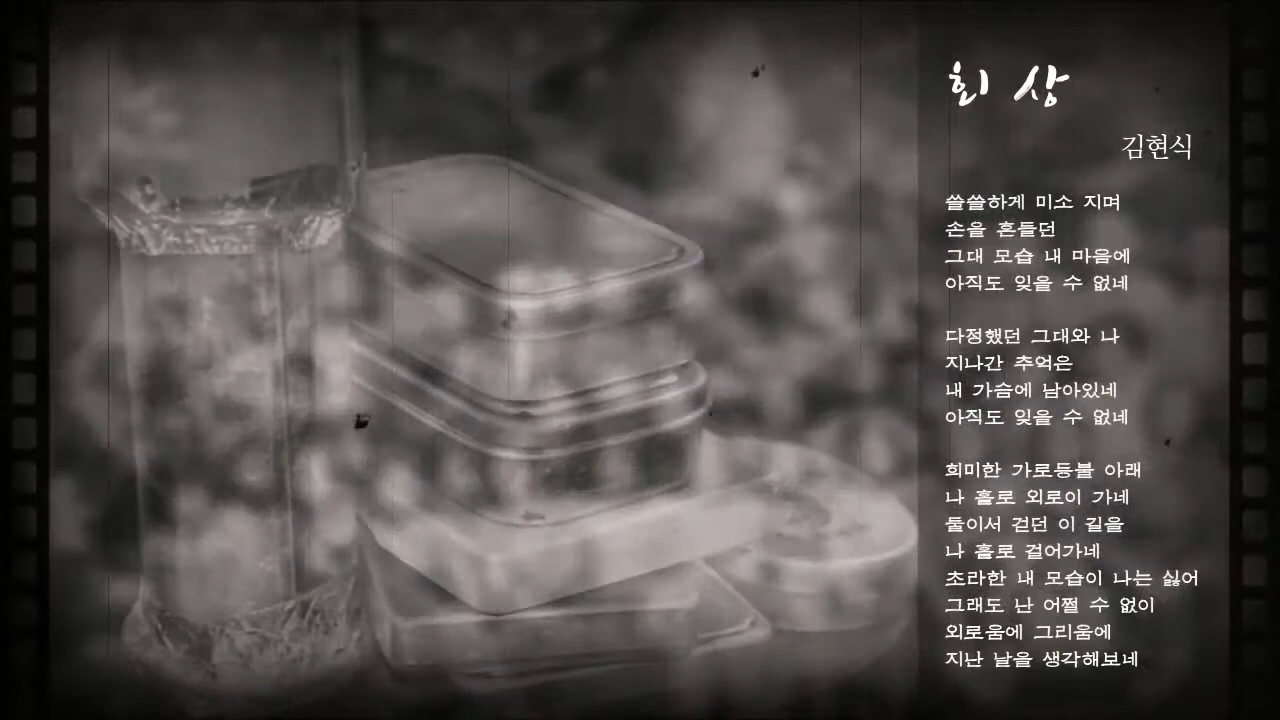 회 상
김현식
쓸쓸하게 미소 지며
손을 흔들던
그대 모습 내 마음에
아직도 잊을 수 없네
다정했던 그대와 나
지나간 추억은
내 가슴에 남아있네
아직도 잊을 수 없네
희미한 가로등불 아래
나 홀로 외로이 가네
둘이서 걷던 이 길을
나 홀로 걸어가네
초라한 내 모습이 나는 싫어
그래도 난 어쩔 수 없이
외로움에 그리움에
지난 날을 생각해보네